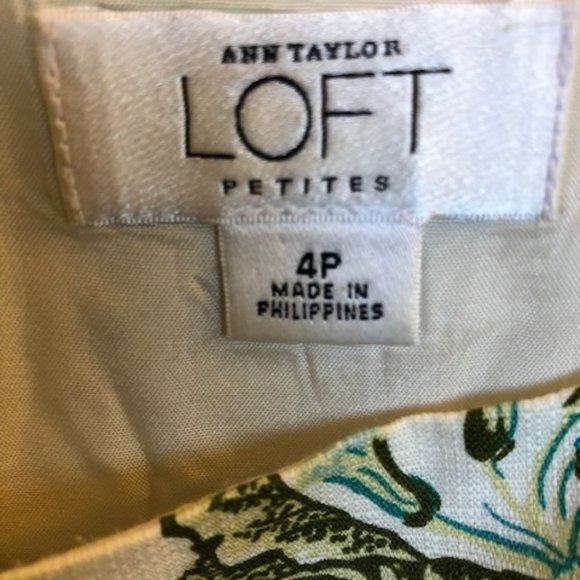 ANN TAYLOR
LOFT
PETITES
4P
MADE IN
PHILIPPINES